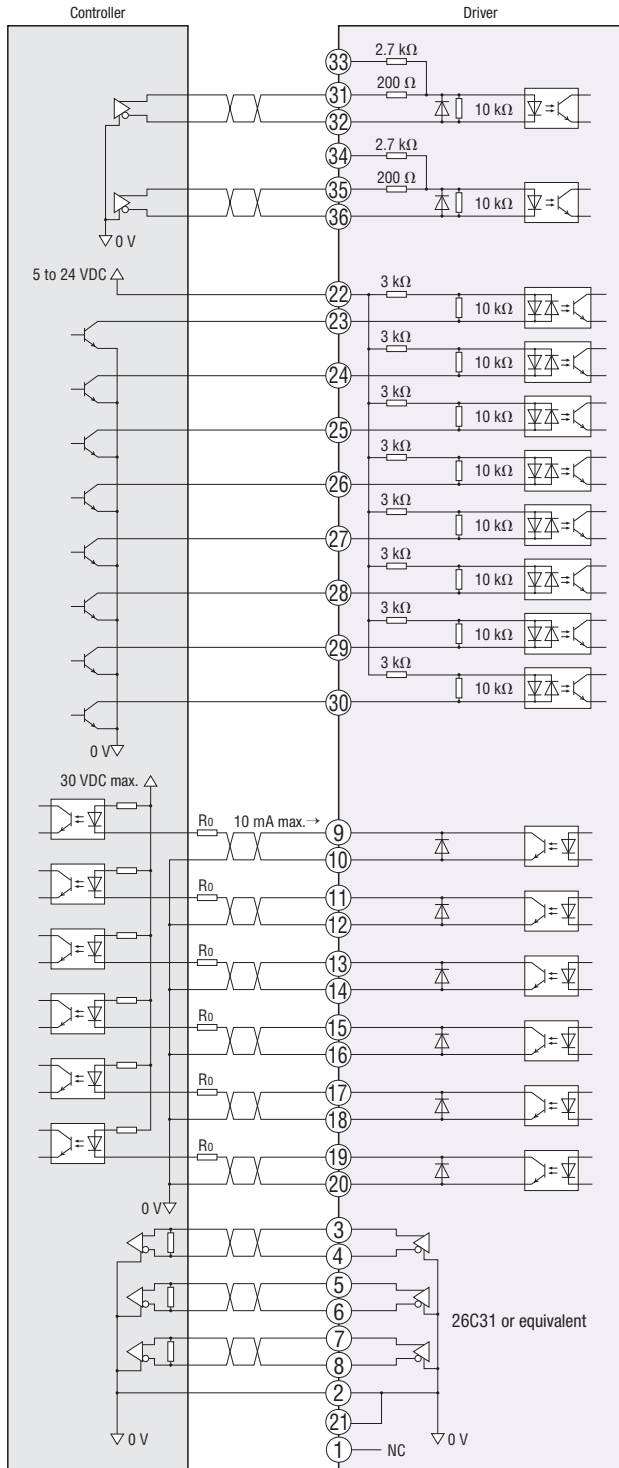 Controller Driver
33 2.7 kΩ
31 200 Ω
32 10 kΩ
34 2.7 kΩ
35 200 Ω
36 10 kΩ
0 V
5 to 24 VDC
22 3 kΩ
23 10 kΩ
3 kΩ
24 10 kΩ
3 kΩ
25 10 kΩ
3 kΩ
26 10 kΩ
3 kΩ
27 10 kΩ
3 kΩ
28 10 kΩ
3 kΩ
29 10 kΩ
3 kΩ
30 10 kΩ
0 V
30 VDC max.
R0 10 mA max.→ 9
10
R0 11
12
R0 13
14
R0 15
16
R0 17
18
R0 19
20
0 V
3
4
5
6 26C31 or equivalent
7
8
2
21
0 V 0 V
1 NC